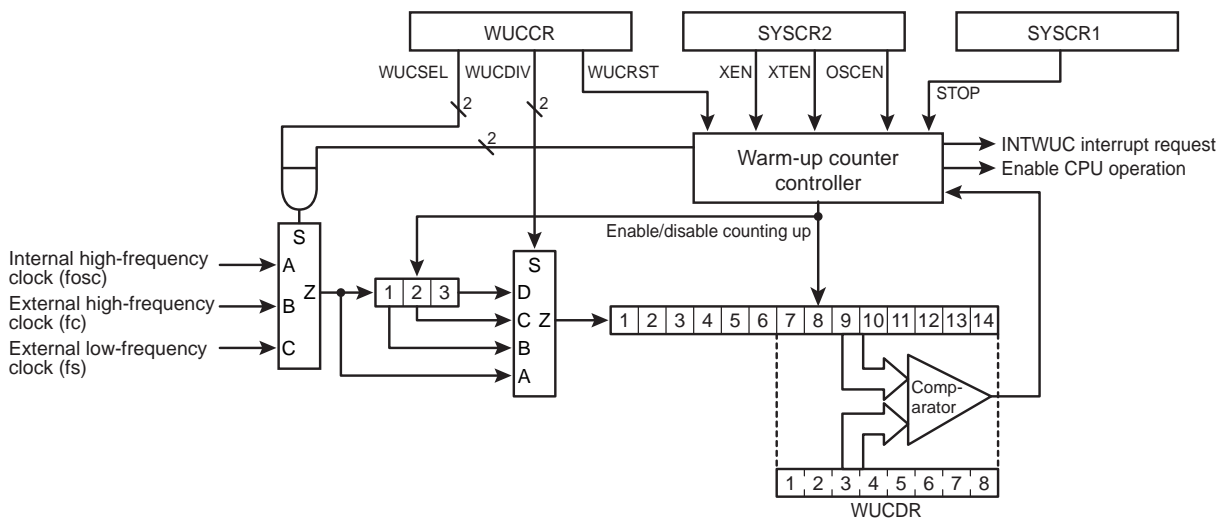 WUCCR
SYSCR2
SYSCR1
WUCSEL WUCDIV WUCRST XEN XTEN OSCEN
STOP
2 2
2
Warm-up counter
controller
INTWUC interrupt request
Enable CPU operation
Enable/disable counting up
Internal high-frequency
clock (fosc)
External high-frequency
clock (fc)
External low-frequency
clock (fs)
S
A
B
C
Z
1 2 3
S
D
C
B
A
Z
1 2 3 4 5 6 7 8 9 10 11 12 13 14
Comp-
arator
1 2 3 4 5 6 7 8
WUCDR